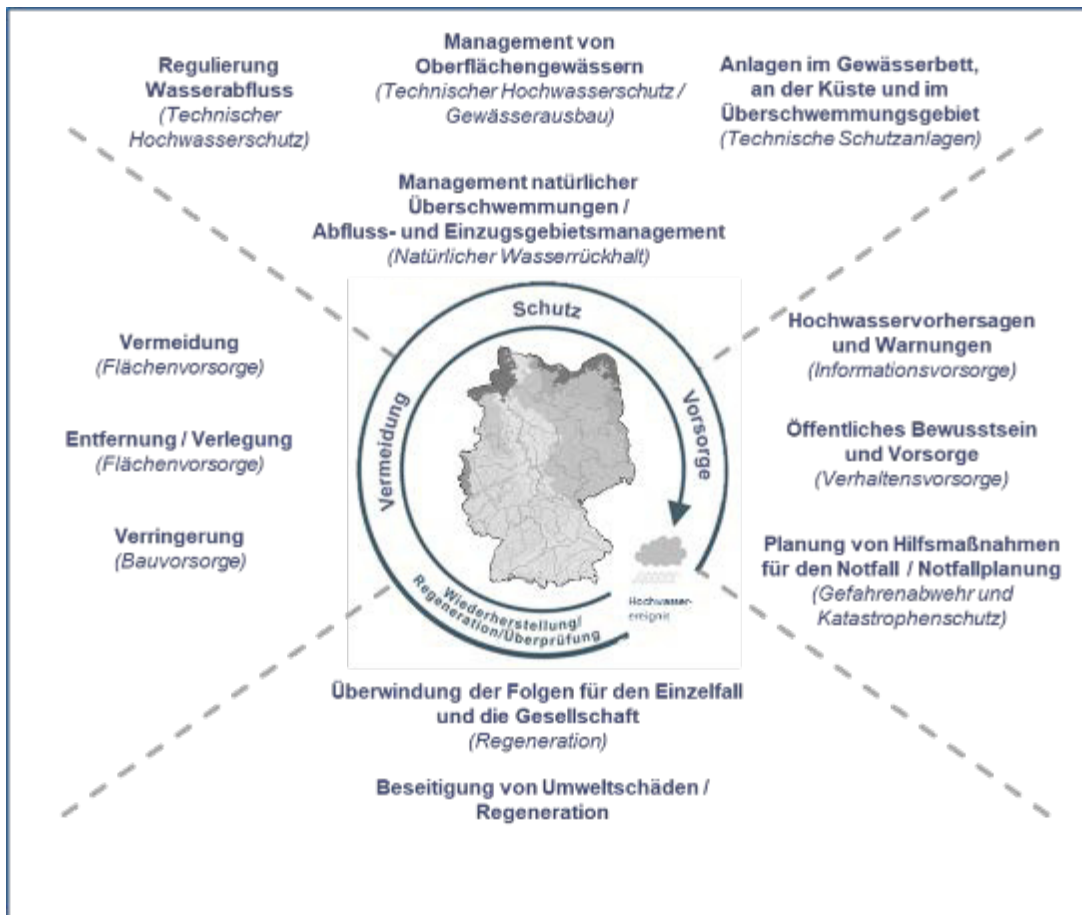 Management von
Oberflächengewässern
(Technischer Hochwasserschutz /
Gewässerausbau)
Regulierung
Wasserabfluss
(Technischer
Hochwasserschutz)
Anlagen im Gewässerbett,
an der Küste und im
Überschwemmungsgebiet
(Technische Schutzanlagen)
Management natürlicher
Überschwemmungen /
Abfluss- und Einzugsgebietsmanagement
(Natürlicher Wasserrückhalt)
Schutz
Vermeidung
(Flächenvorsorge)
Entfernung / Verlegung
(Flächenvorsorge)
Verringerung
(Bauvorsorge)
Vermeidung
Vorsorge
Hochwasservorhersagen
und Warnungen
(Informationsvorsorge)
Öffentliches Bewusstsein
und Vorsorge
(Verhaltensvorsorge)
Planung von Hilfsmaßnahmen
für den Notfall / Notfallplanung
(Gefahrenabwehr und
Katastrophenschutz)
Hochwasser-
ereignit
Wiederherstellung/
Regeneration/Überprüfung
Überwindung der Folgen für den Einzelfall
und die Gesellschaft
(Regeneration)
Beseitigung von Umweltschäden /
Regeneration